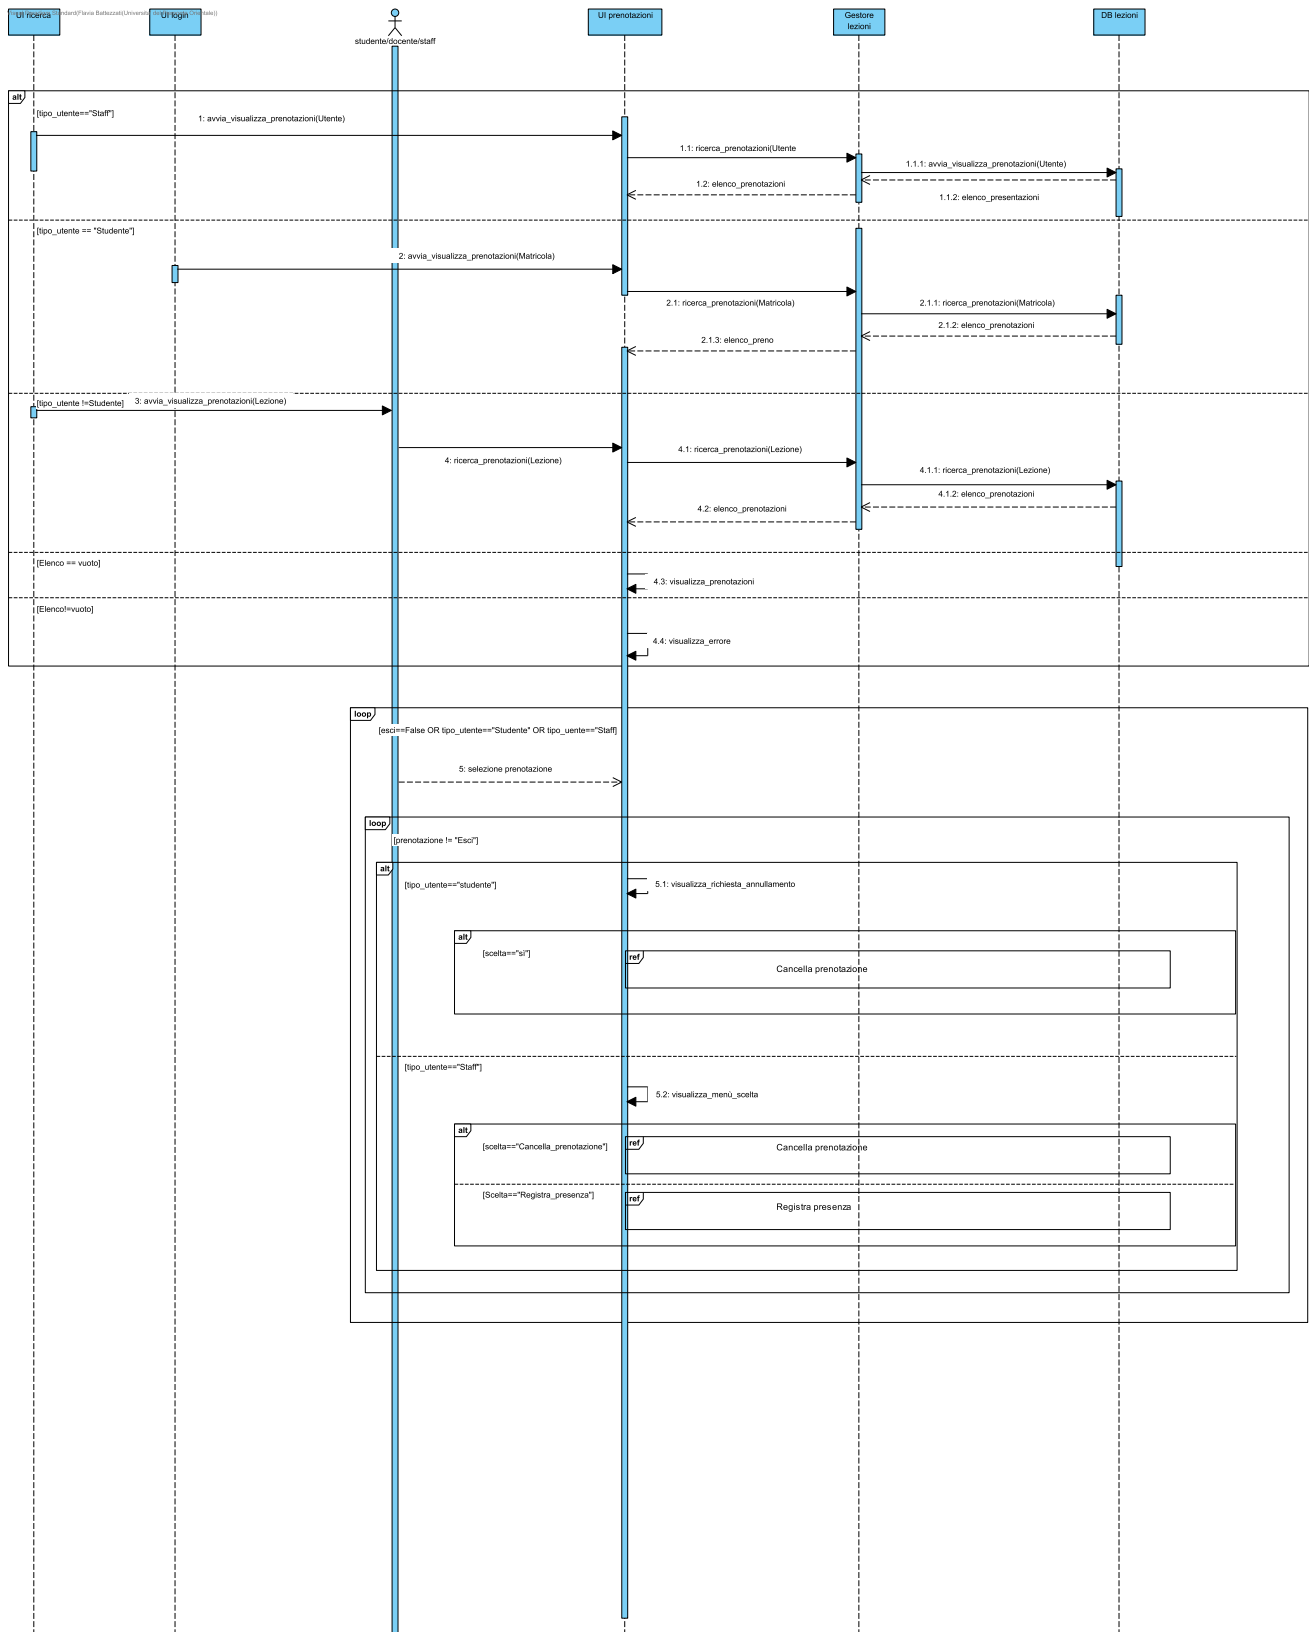 UI ricerca
UI login
studente/docente/staff
UI prenotazioni
Gestore
lezioni
DB lezioni
alt
[tipo_utente=="Staff"]
1: avvia_visualizza_prenotazioni(Utente)
1.1: ricerca_prenotazioni(Utente
1.1.1: avvia_visualizza_prenotazioni(Utente)
1.2: elenco_prenotazioni
1.1.2: elenco_presentazioni
[tipo_utente == "Studente"]
2: avvia_visualizza_prenotazioni(Matricola)
2.1: ricerca_prenotazioni(Matricola)
2.1.1: ricerca_prenotazioni(Matricola)
2.1.2: elenco_prenotazioni
2.1.3: elenco_preno
[tipo_utente !=Studente]
3: avvia_visualizza_prenotazioni(Lezione)
4: ricerca_prenotazioni(Lezione)
4.1: ricerca_prenotazioni(Lezione)
4.1.1: ricerca_prenotazioni(Lezione)
4.1.2: elenco_prenotazioni
4.2: elenco_prenotazioni
[Elenco == vuoto]
4.3: visualizza_prenotazioni
[Elenco!=vuoto]
4.4: visualizza_errore
loop
[esci==False OR tipo_utente=="Studente" OR tipo_uente=="Staff]
5: selezione prenotazione
loop
[prenotazione != "Esci"]
alt
[tipo_utente=="studente"]
5.1: visualizza_richiesta_annullamento
alt
[scelta=="sì"]
ref
Cancella prenotazione
[tipo_utente=="Staff"]
5.2: visualizza_menù_scelta
alt
[scelta=="Cancella_prenotazione"]
ref
Cancella prenotazione
[Scelta=="Registra_presenza"]
ref
Registra presenza